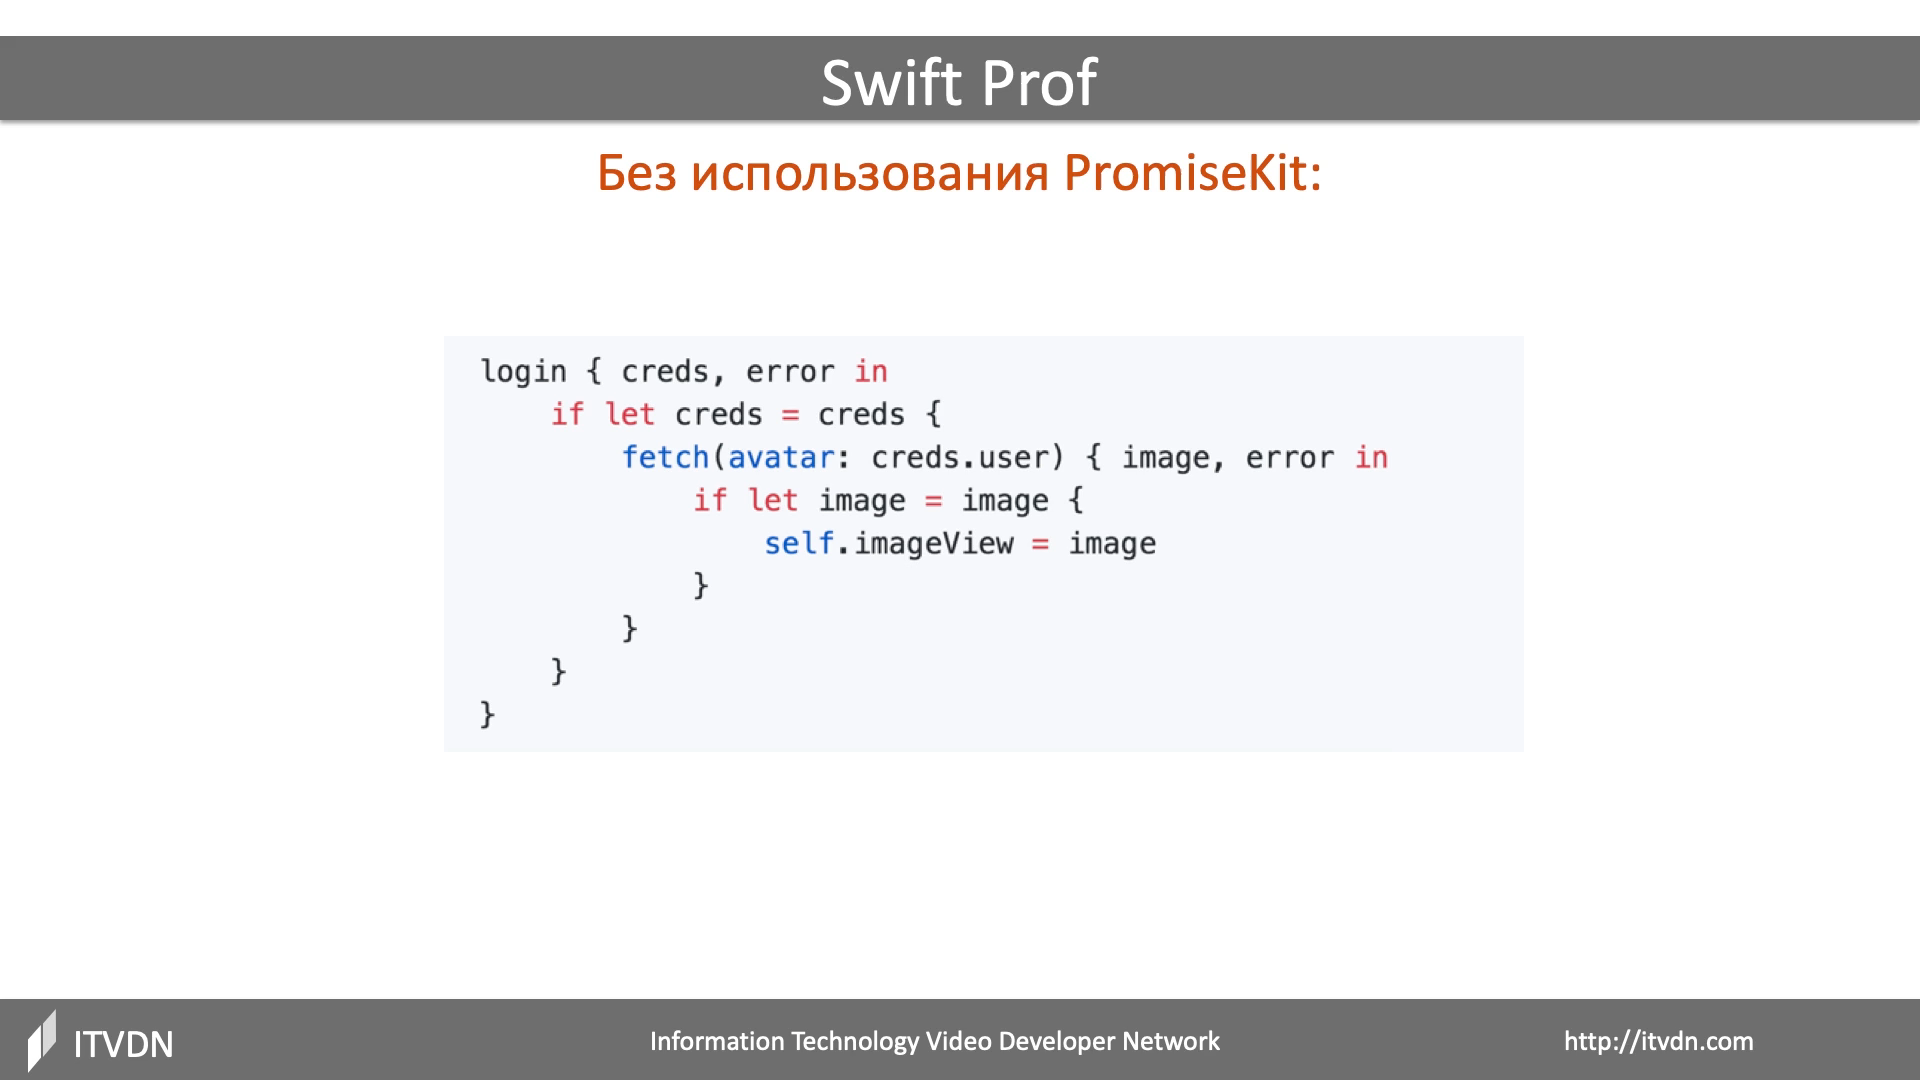 Swift Prof
Без использования PromiseKit:
login { creds, error in
    if let creds = creds {
        fetch(avatar: creds.user) { image, error in
            if let image = image {
                self.imageView = image
            }
        }
    }
}
ITVDN
Information Technology Video Developer Network
http://itvdn.com